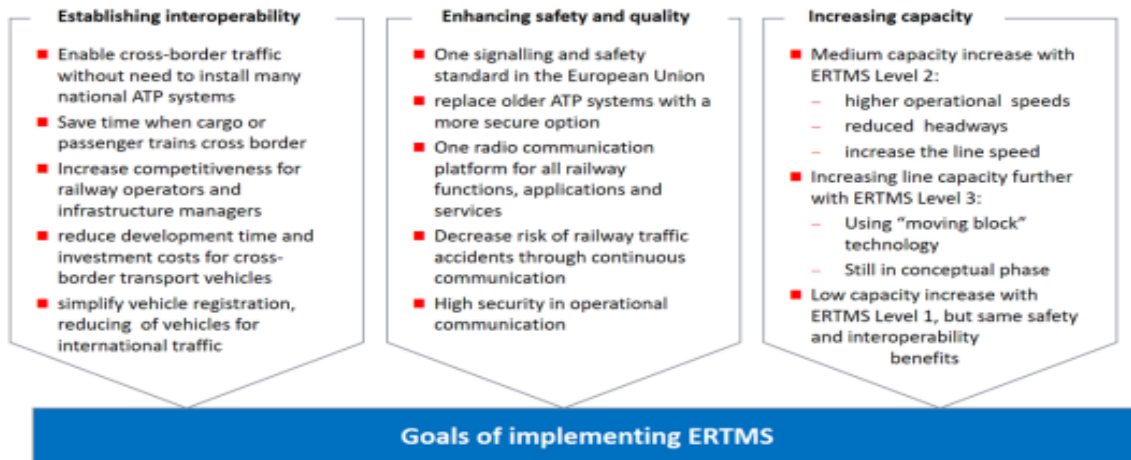 Establishing interoperability
■ Enable cross-border traffic
without need to install many
national ATP systems
■ Save time when cargo or
passenger trains cross border
■ Increase competitiveness for
railway operators and
infrastructure managers
■ reduce development time and
investment costs for cross-
border transport vehicles
■ simplify vehicle registration,
reducing of vehicles for
international traffic
Enhancing safety and quality
■ One signalling and safety
standard in the European Union
■ replace older ATP systems with a
more secure option
■ One radio communication
platform for all railway
functions, applications and
services
■ Decrease risk of railway traffic
accidents through continuous
communication
■ High security in operational
communication
Increasing capacity
■ Medium capacity increase with
ERTMS Level 2:
– higher operational speeds
– reduced headways
– increase the line speed
■ Increasing line capacity further
with ERTMS Level 3:
– Using “moving block”
technology
– Still in conceptual phase
■ Low capacity increase with
ERTMS Level 1, but same safety
and interoperability
benefits
Goals of implementing ERTMS